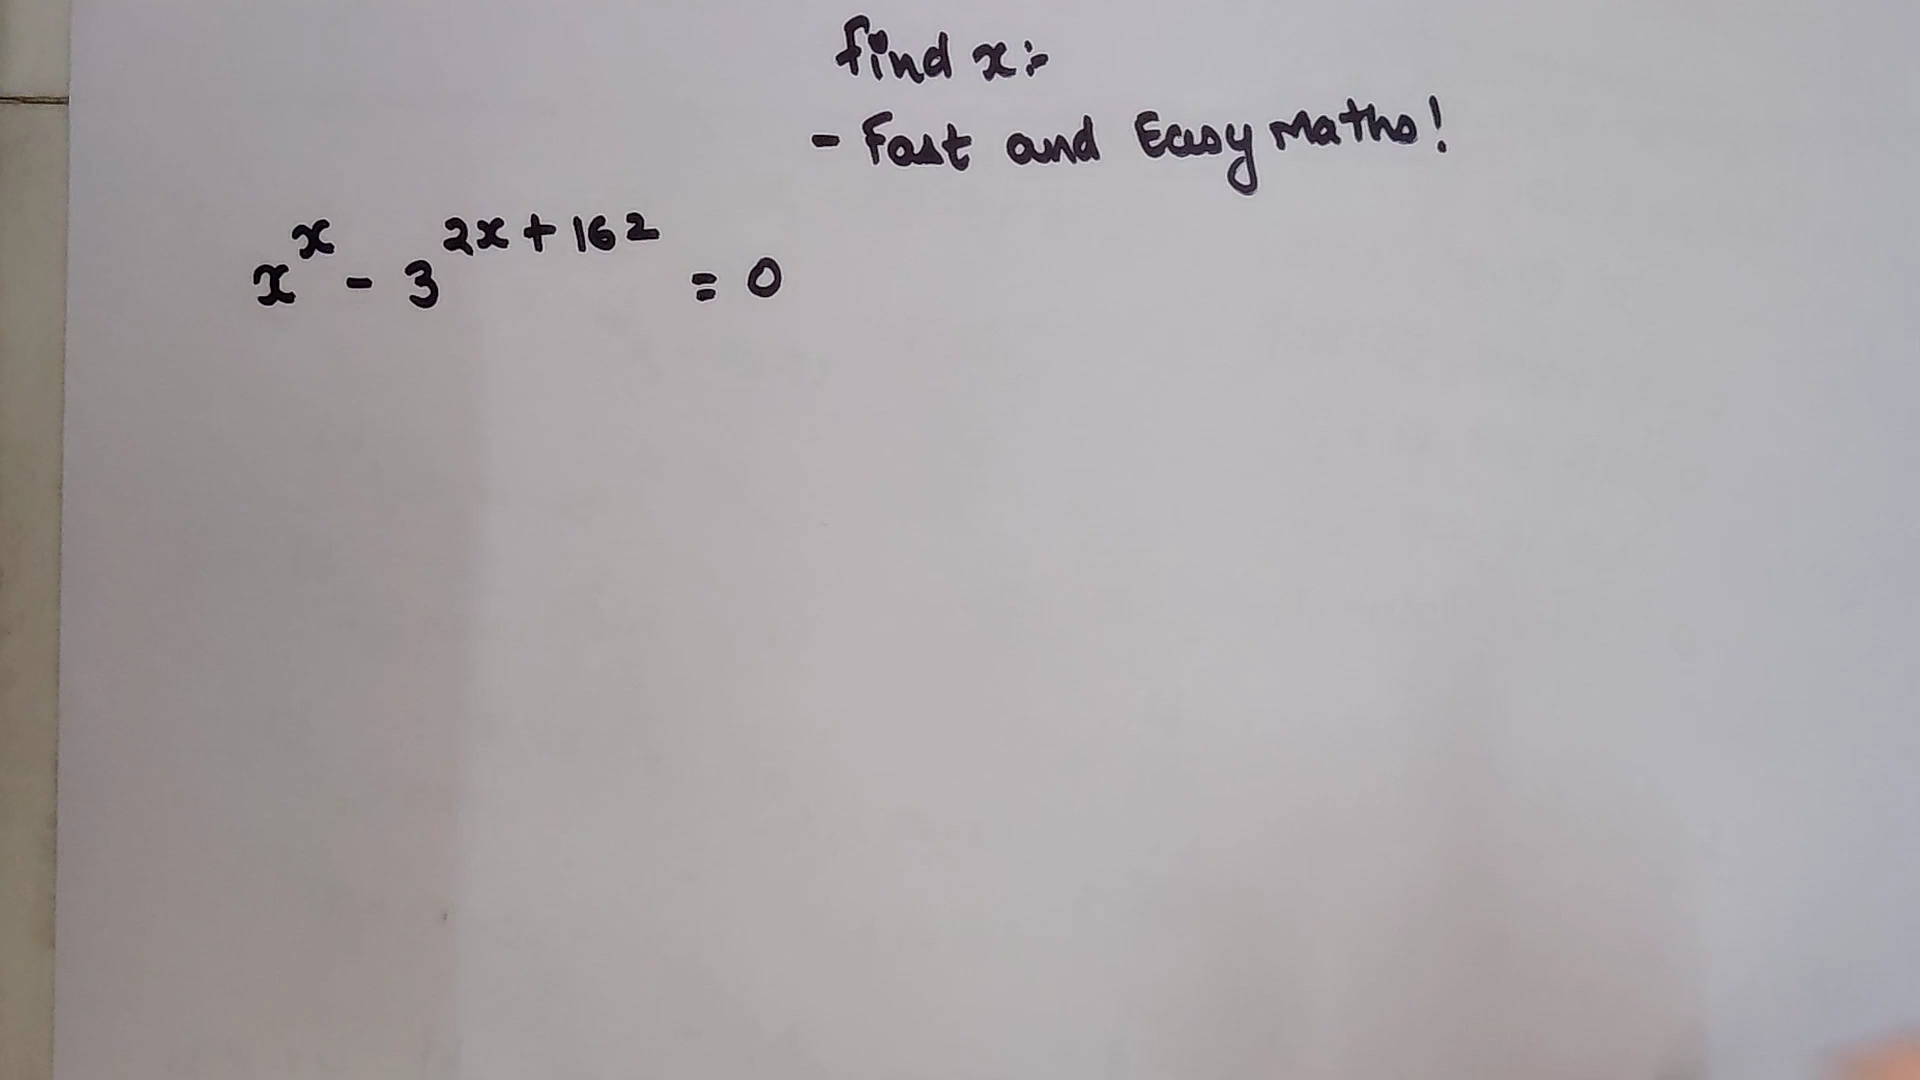 find x:-
- Fast and Easy Maths!
x^x - 3^{2x+162} = 0